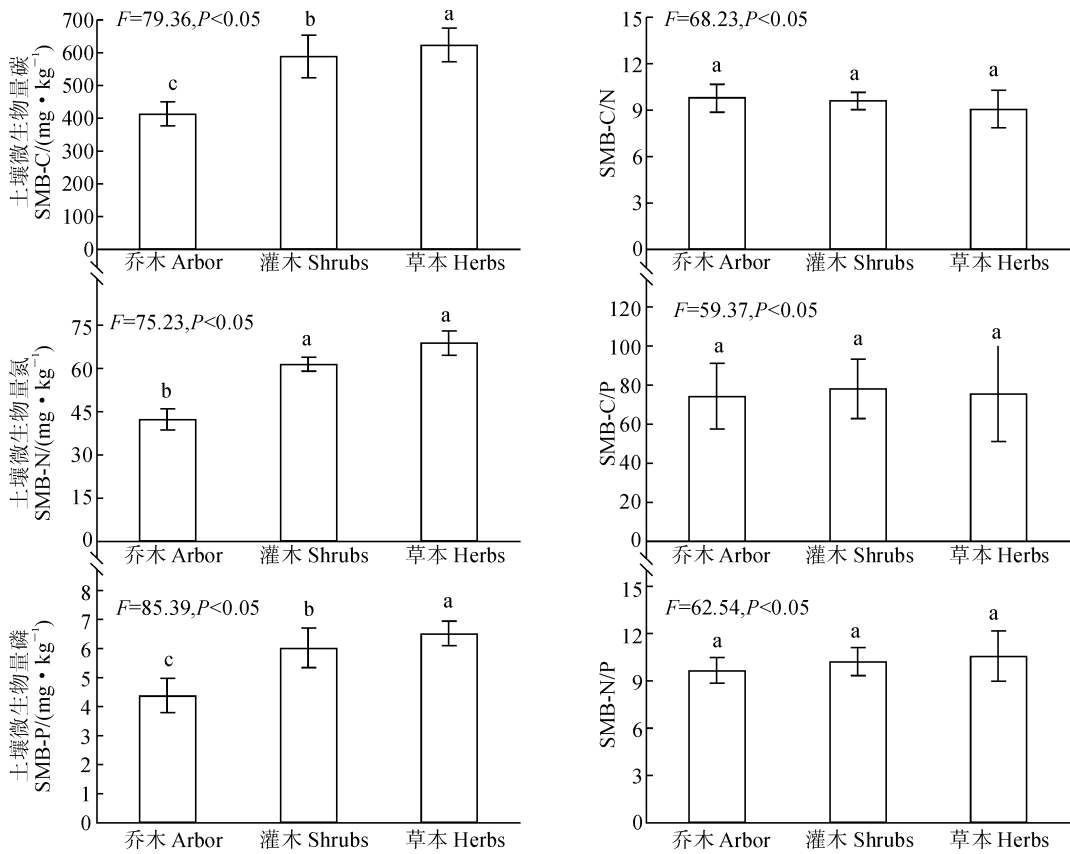 土壤微生物量碳
SMB-C/(mg·kg⁻¹)
700
600
500
400
300
200
100
0
F=79.36,P<0.05
c
b
a
乔木 Arbor
灌木 Shrubs
草本 Herbs
SMB-C/N
15
12
9
6
3
0
F=68.23,P<0.05
a
a
a
乔木 Arbor
灌木 Shrubs
草本 Herbs
土壤微生物量氮
SMB-N/(mg·kg⁻¹)
75
60
45
30
15
0
F=75.23,P<0.05
b
a
a
乔木 Arbor
灌木 Shrubs
草本 Herbs
SMB-C/P
120
100
80
60
40
20
0
F=59.37,P<0.05
a
a
a
乔木 Arbor
灌木 Shrubs
草本 Herbs
土壤微生物量磷
SMB-P/(mg·kg⁻¹)
8
7
6
5
4
3
2
1
0
F=85.39,P<0.05
c
b
a
乔木 Arbor
灌木 Shrubs
草本 Herbs
SMB-N/P
15
12
9
6
3
0
F=62.54,P<0.05
a
a
a
乔木 Arbor
灌木 Shrubs
草本 Herbs